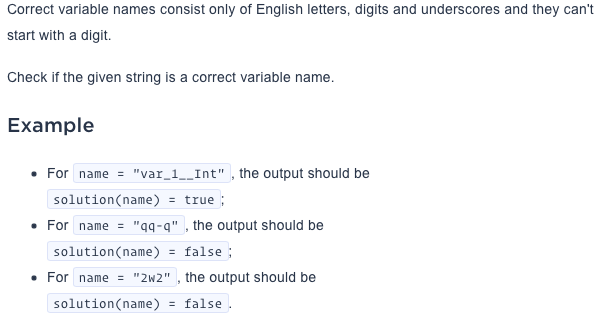 Correct variable names consist only of English letters, digits and underscores and they can't
start with a digit.
Check if the given string is a correct variable name.
Example
• For name = "var_1__Int", the output should be
solution(name) = true;
• For name = "qq-q", the output should be
solution(name) = false;
• For name = "2w2", the output should be
solution(name) = false.